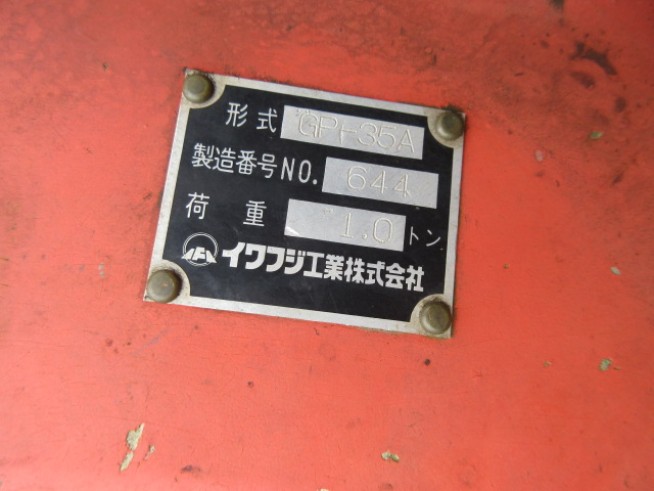 形式 GP-35A
製造番号NO. 644
荷重 1.0トン
イワフジ工業株式会社